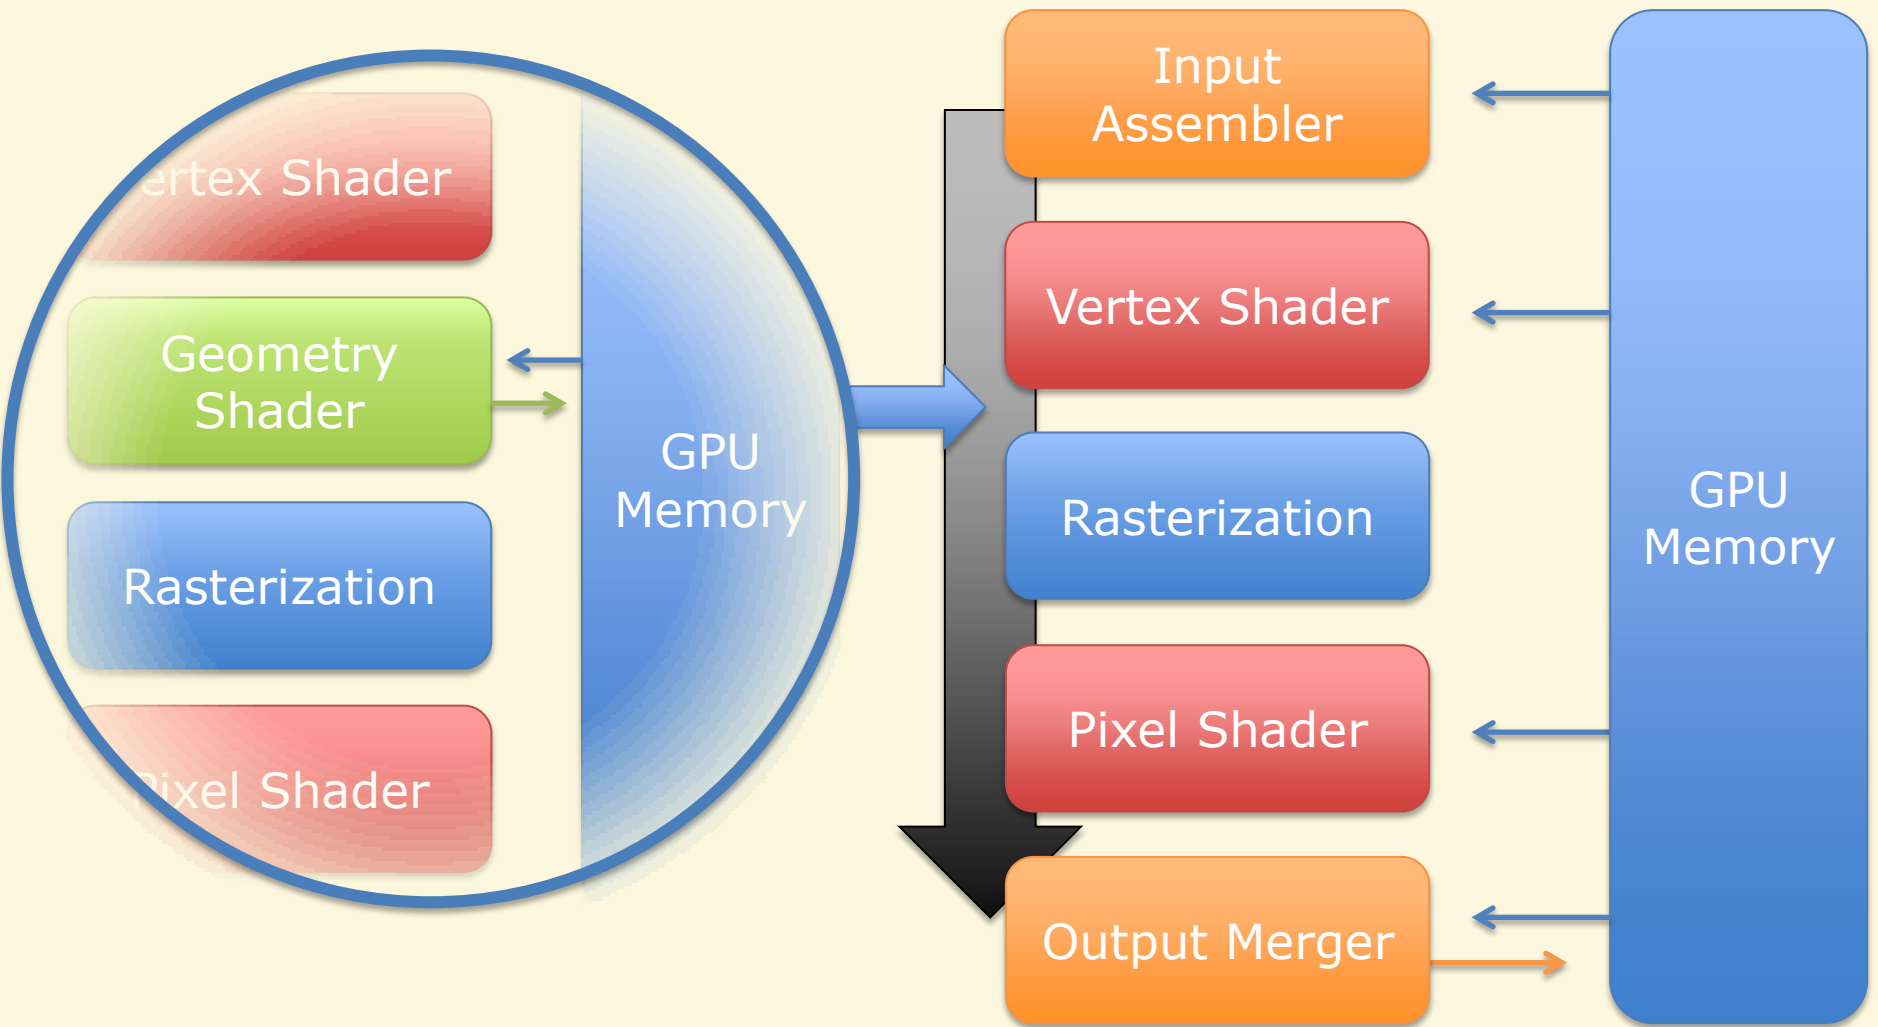 ertex Shader
Geometry
Shader
Rasterization
Pixel Shader
GPU
Memory
Input
Assembler
Vertex Shader
Rasterization
Pixel Shader
Output Merger
GPU
Memory